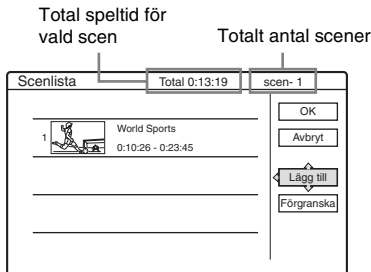 Total speltid för
vald scen
Totalt antal scener
Scenlista
Total 0:13:19
scen- 1
OK
1
World Sports
Avbryt
0:10:26 - 0:23:45
Lägg till
Förgranska